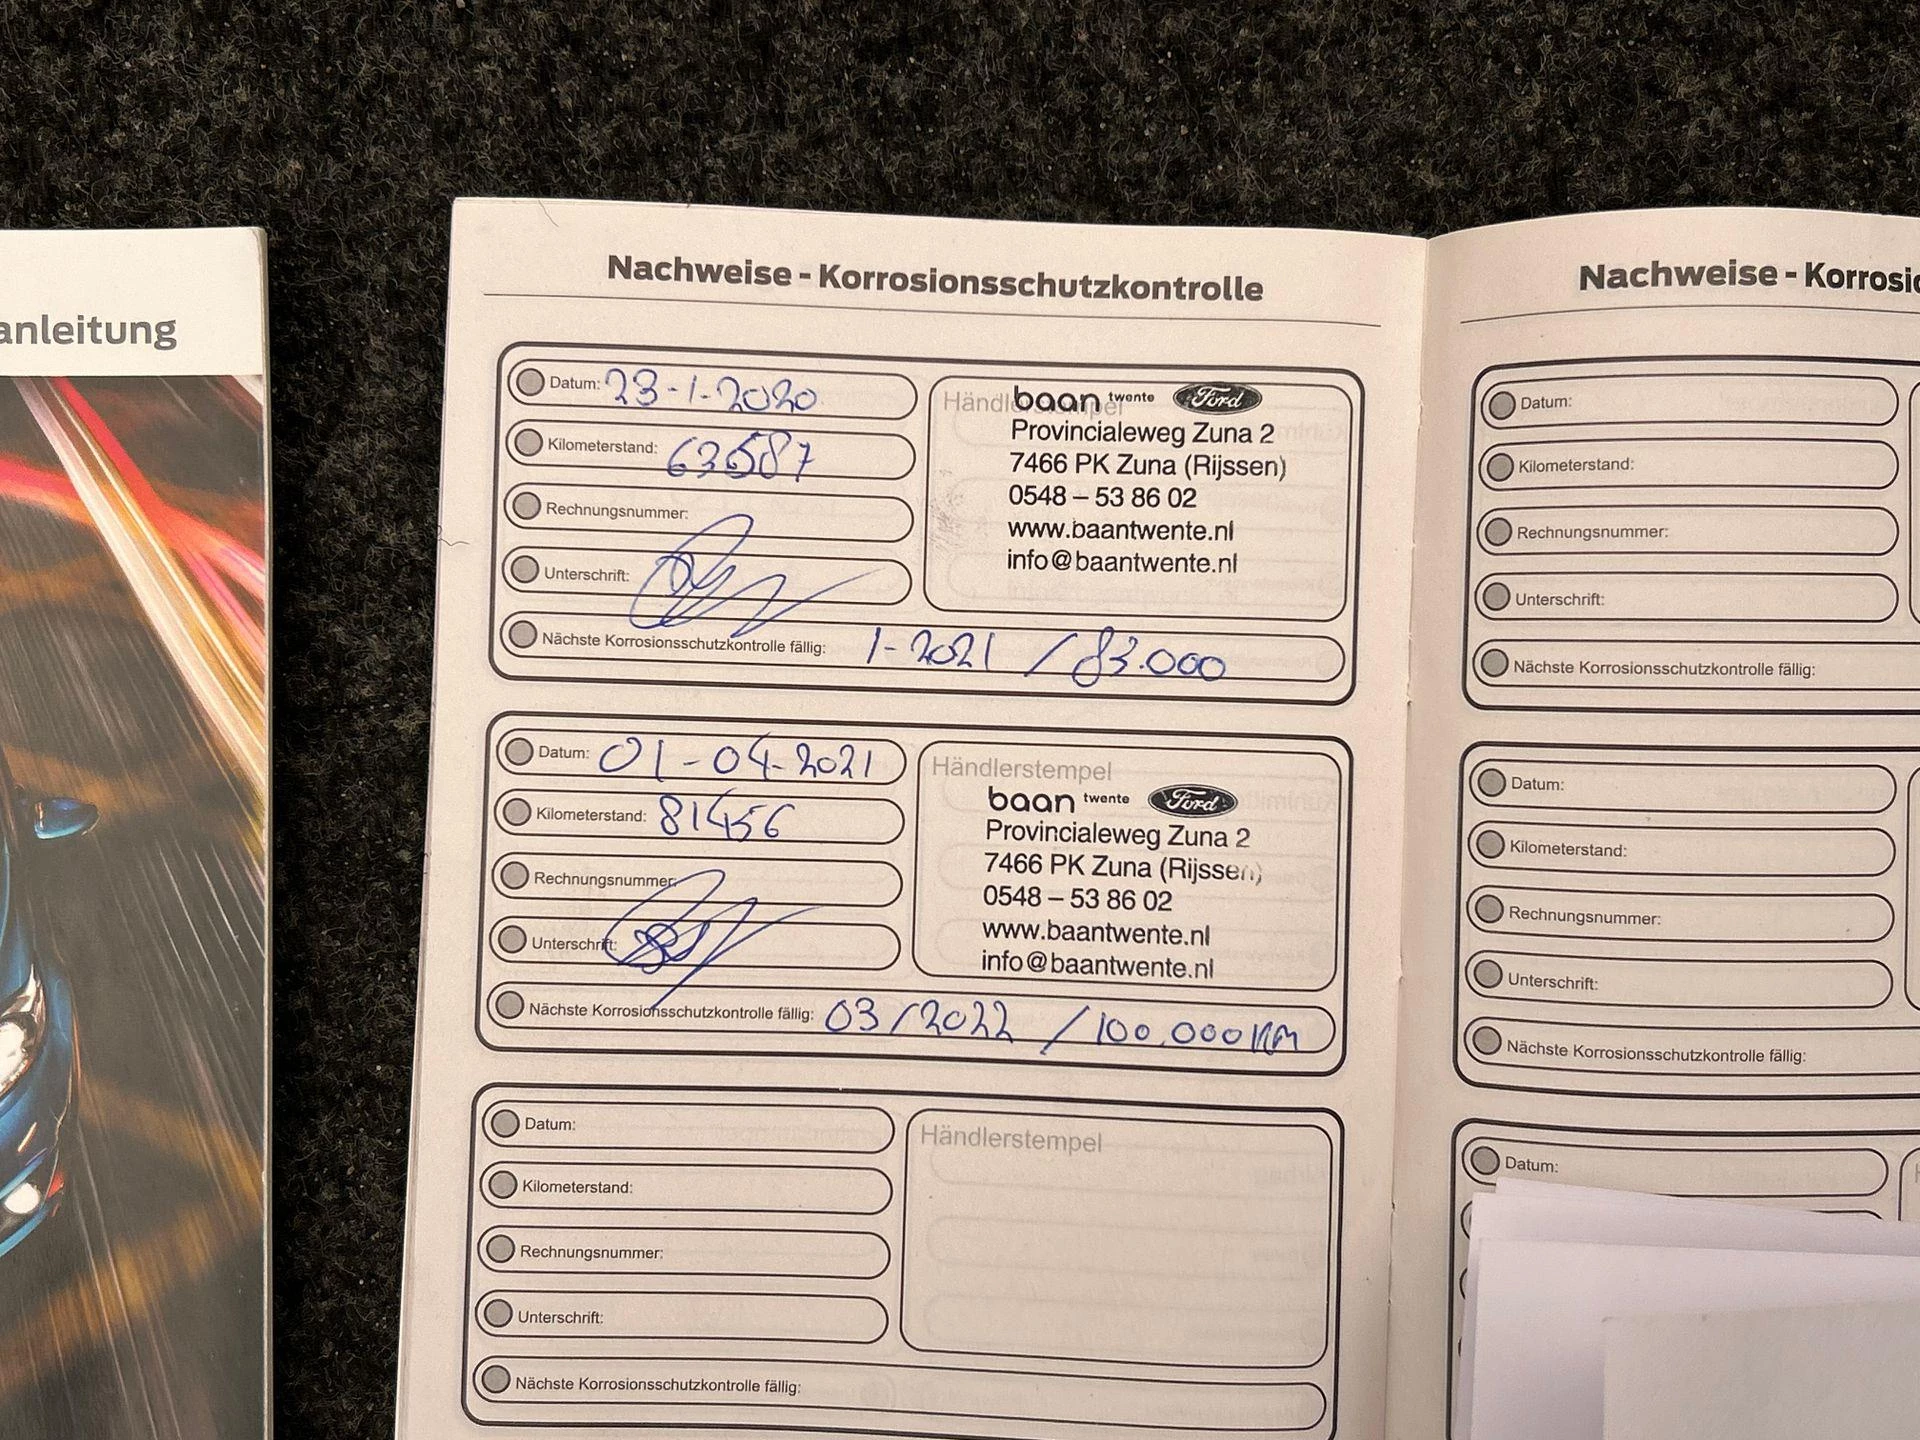 anleitung
Nachweise - Korrosionsschutzkontrolle
Datum: 23-1-2020
Kilometerstand: 63587
Rechnungsnummer:
Unterschrift:
Händlerstempel
baan twente Ford
Provincialeweg Zuna 2
7466 PK Zuna (Rijssen)
0548 – 53 86 02
www.baantwente.nl
info@baantwente.nl
Nächste Korrosionsschutzkontrolle fällig: 1-2021 / 83.000
Datum: 01-04-2021
Kilometerstand: 81456
Rechnungsnummer:
Unterschrift:
Händlerstempel
baan twente Ford
Provincialeweg Zuna 2
7466 PK Zuna (Rijssen)
0548 – 53 86 02
www.baantwente.nl
info@baantwente.nl
Nächste Korrosionsschutzkontrolle fällig: 03/2022 / 100.000 KM
Datum:
Kilometerstand:
Rechnungsnummer:
Unterschrift:
Händlerstempel
Nächste Korrosionsschutzkontrolle fällig:
Nachweise - Korrosio
Datum:
Kilometerstand:
Rechnungsnummer:
Unterschrift:
Nächste Korrosionsschutzkontrolle fällig:
Datum:
Kilometerstand:
Rechnungsnummer:
Unterschrift:
Nächste Korrosionsschutzkontrolle fällig:
Datum: